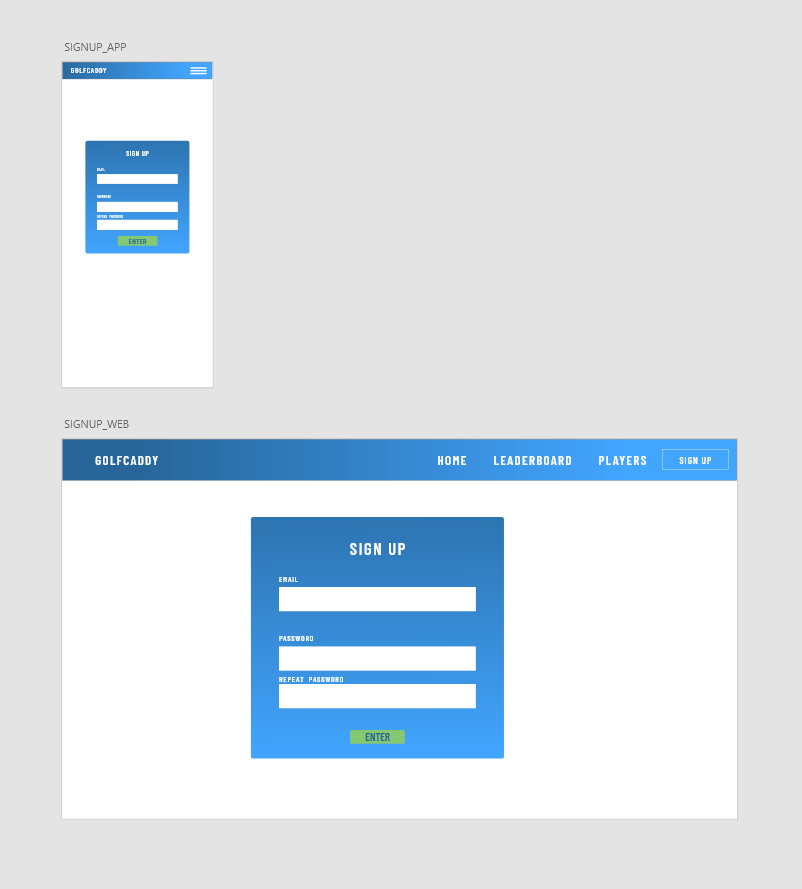 SIGNUP_APP
GOLFCADDY
SIGN UP
EMAIL
PASSWORD
REPEAT PASSWORD
ENTER
SIGNUP_WEB
GOLFCADDY HOME LEADERBOARD PLAYERS SIGN UP
SIGN UP
EMAIL
PASSWORD
REPEAT PASSWORD
ENTER